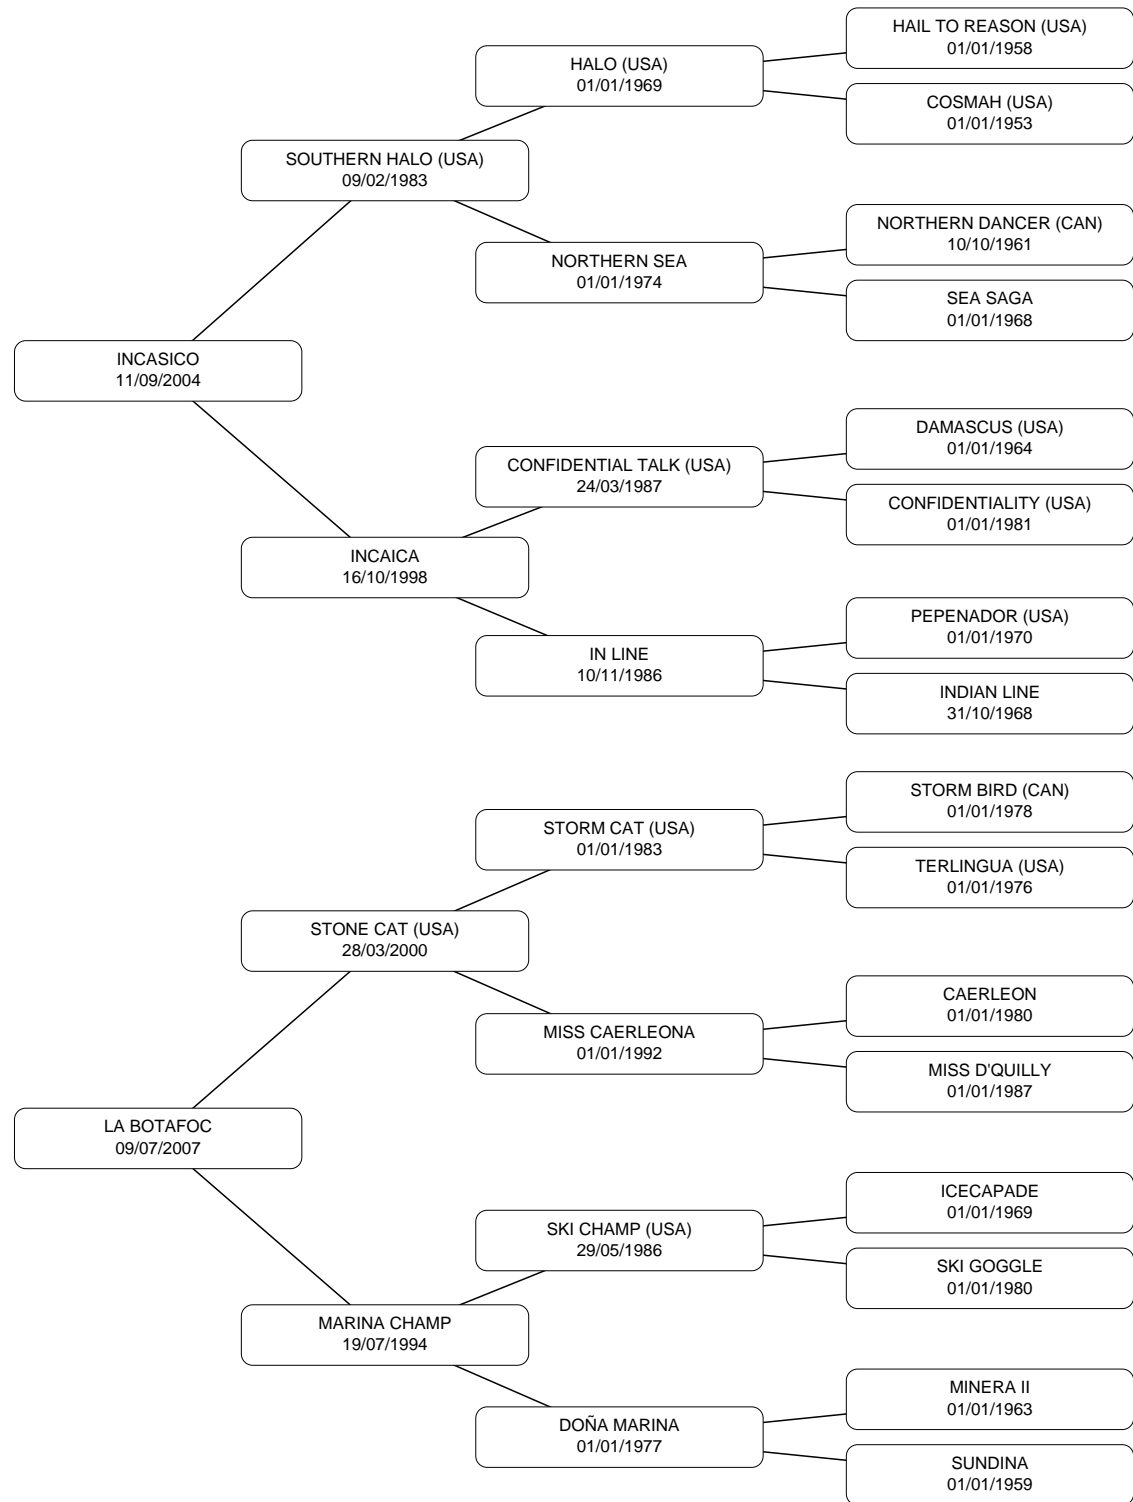 HAIL TO REASON (USA)
01/01/1958
HALO (USA)
01/01/1969
COSMAH (USA)
01/01/1953
SOUTHERN HALO (USA)
09/02/1983
NORTHERN DANCER (CAN)
10/10/1961
NORTHERN SEA
01/01/1974
SEA SAGA
01/01/1968
INCASICO
11/09/2004
DAMASCUS (USA)
01/01/1964
CONFIDENTIAL TALK (USA)
24/03/1987
CONFIDENTIALITY (USA)
01/01/1981
INCAICA
16/10/1998
PEPENADOR (USA)
01/01/1970
IN LINE
10/11/1986
INDIAN LINE
31/10/1968
STORM BIRD (CAN)
01/01/1978
STORM CAT (USA)
01/01/1983
TERLINGUA (USA)
01/01/1976
STONE CAT (USA)
28/03/2000
CAERLEON
01/01/1980
MISS CAERLEONA
01/01/1992
MISS D'QUILLY
01/01/1987
LA BOTAFOC
09/07/2007
ICECAPADE
01/01/1969
SKI CHAMP (USA)
29/05/1986
SKI GOGGLE
01/01/1980
MARINA CHAMP
19/07/1994
MINERA II
01/01/1963
DOÑA MARINA
01/01/1977
SUNDINA
01/01/1959